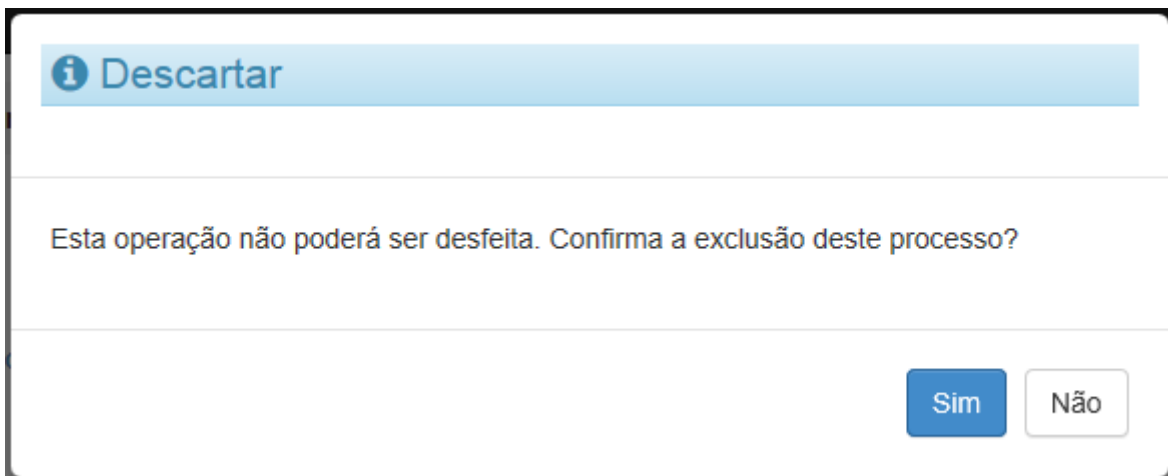 Descartar
Esta operação não poderá ser desfeita. Confirma a exclusão deste processo?
Sim
Não